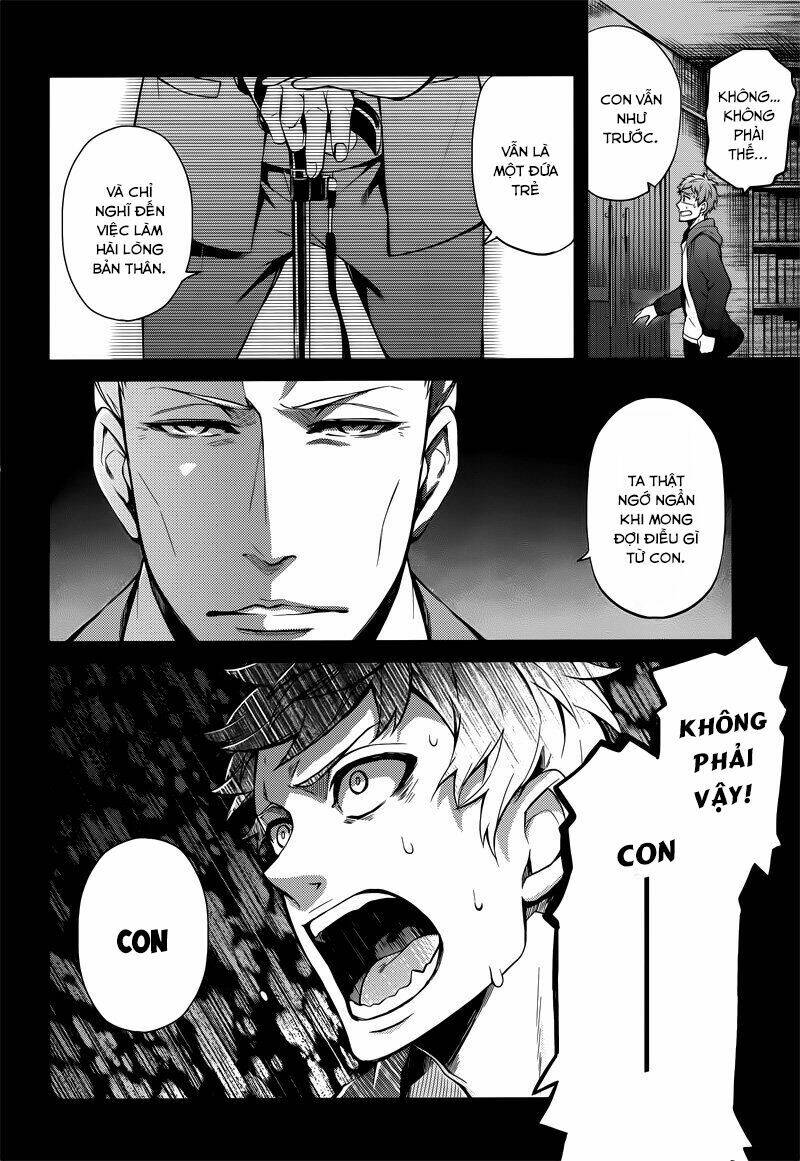 KHÔNG...
KHÔNG
PHẢI
THẾ...
CON VẪN
NHƯ
TRƯỚC.
VẪN LÀ
MỘT ĐỨA
TRẺ
VÀ CHỈ
NGHĨ ĐẾN
VIỆC LÀM
HÀI LÒNG
BẢN THÂN.
TA THẬT
NGỚ NGẨN
KHI MONG
ĐỢI ĐIỀU GÌ
TỪ CON.
KHÔNG
PHẢI
VẬY!
CON
CON